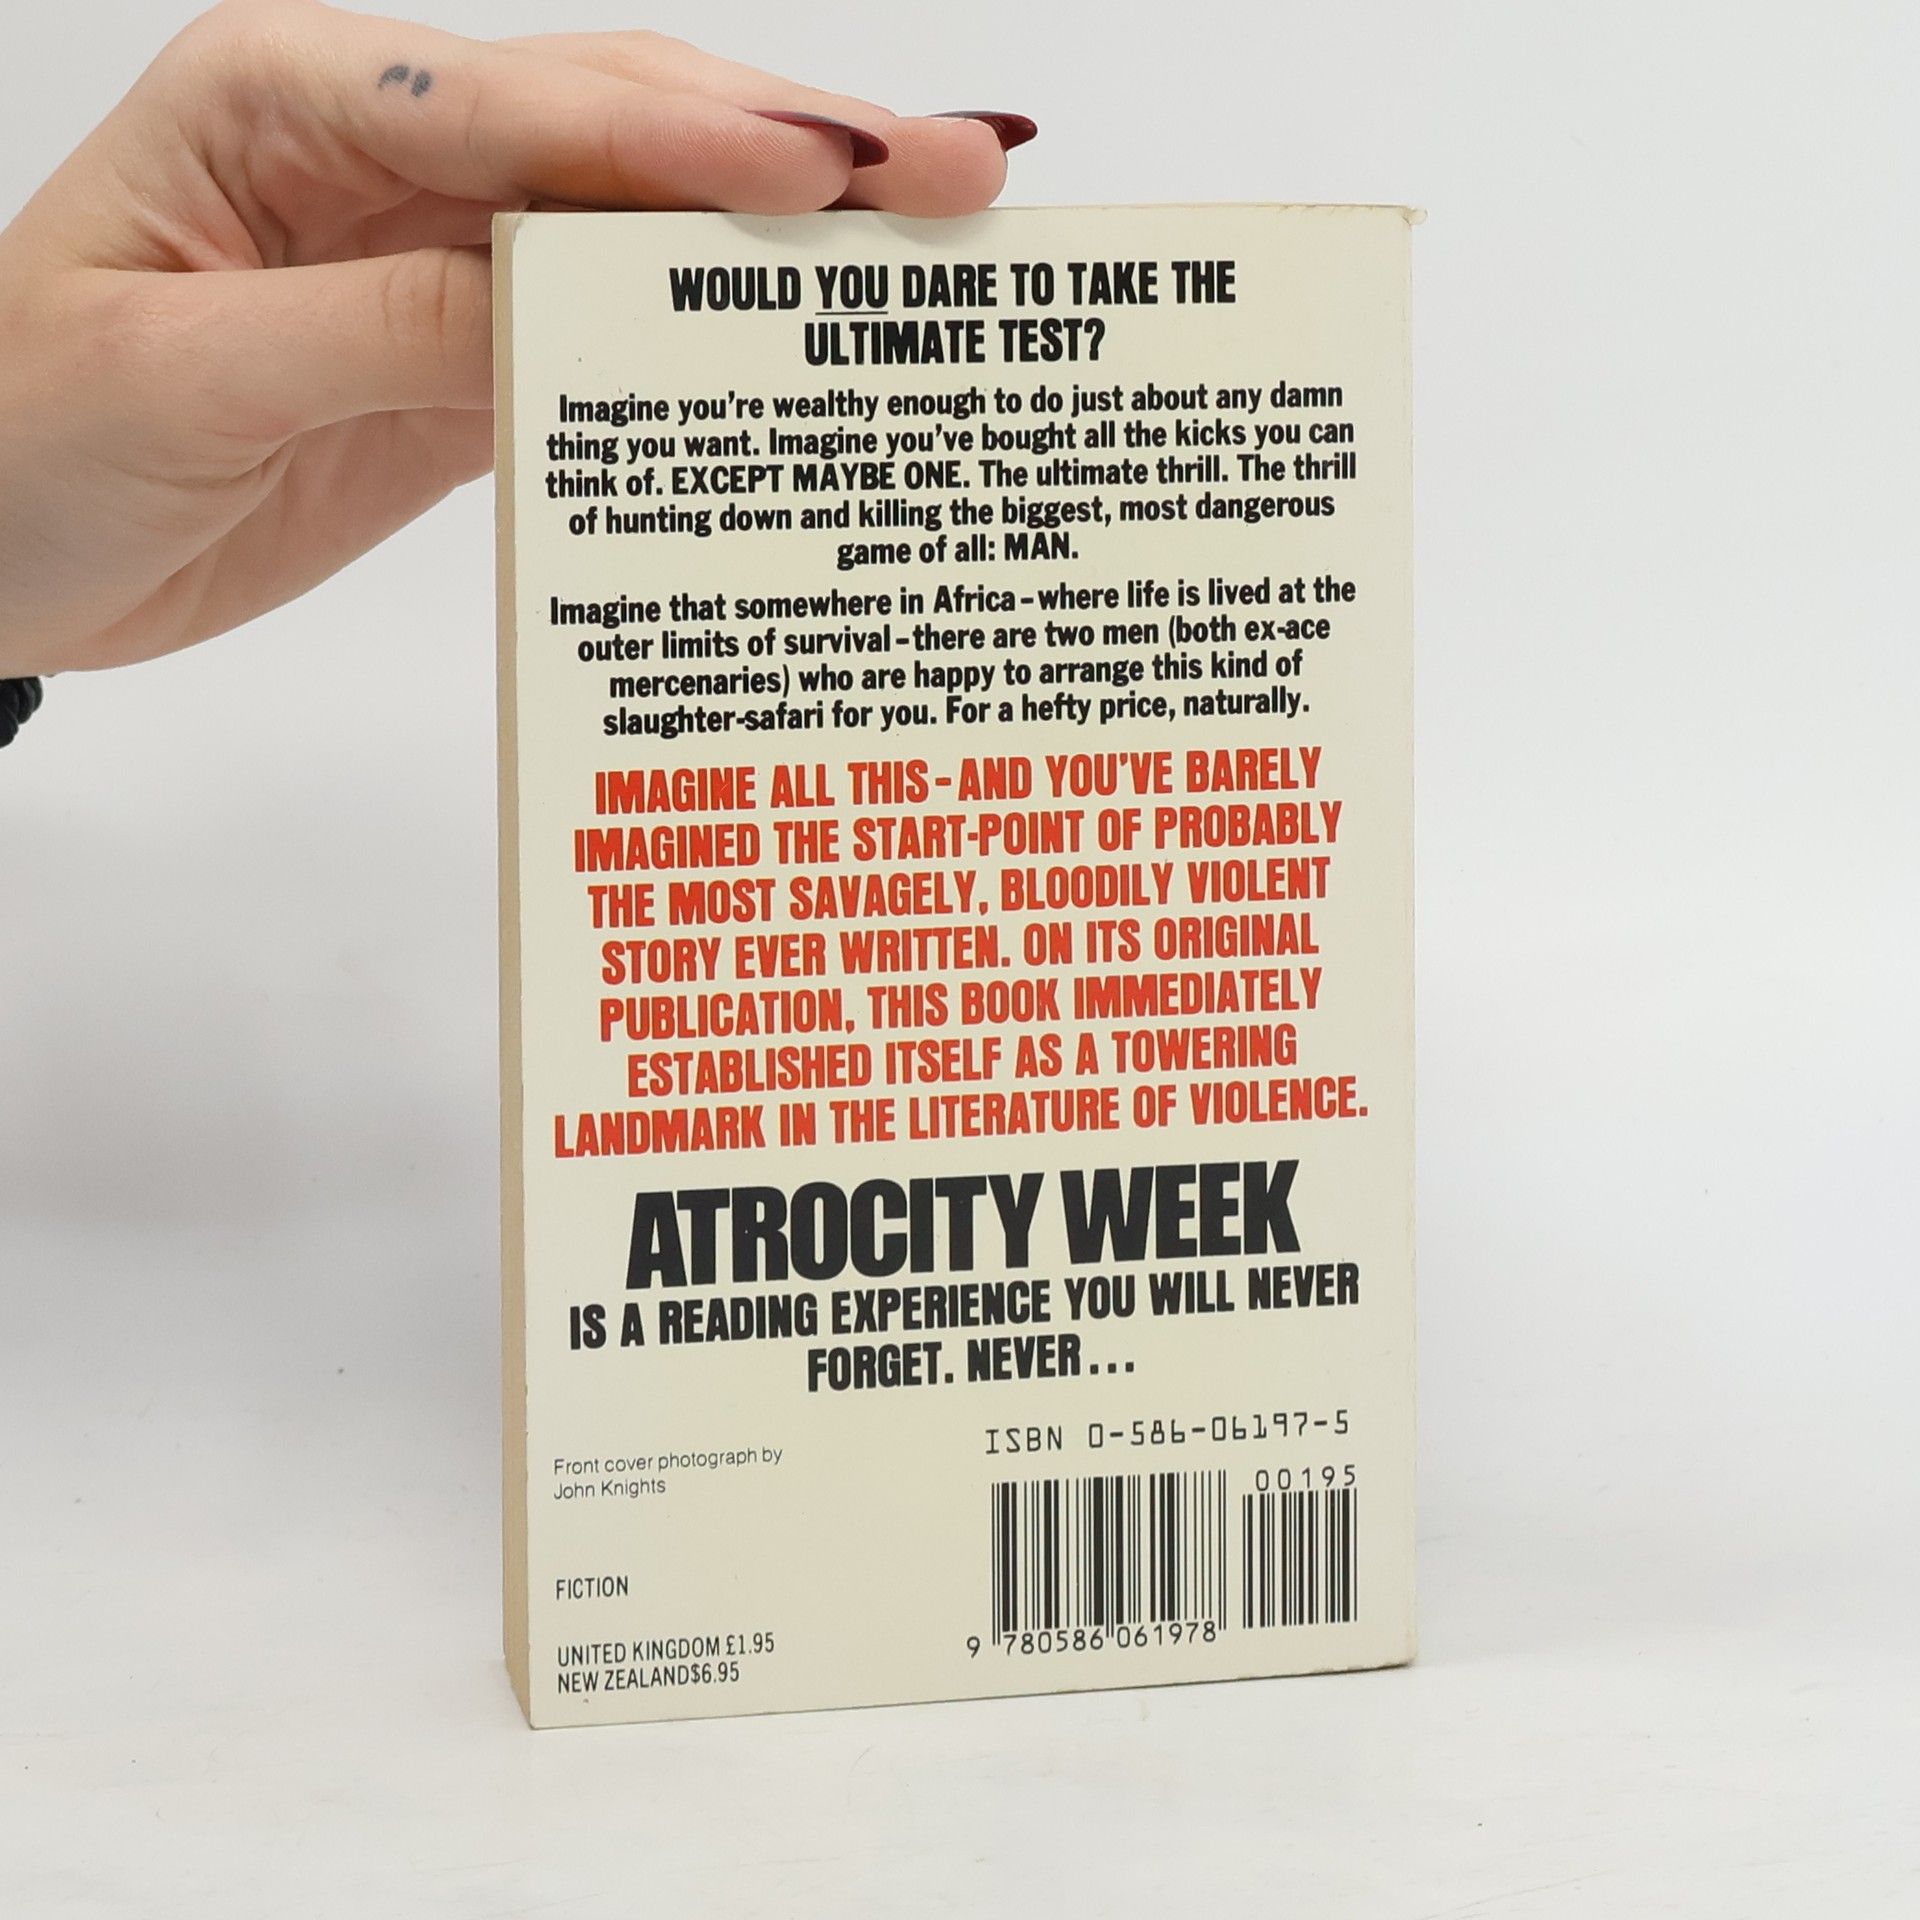 WOULD YOU DARE TO TAKE THE
ULTIMATE TEST?
Imagine you're wealthy enough to do just about any damn
thing you want. Imagine you've bought all the kicks you can
think of. EXCEPT MAYBE ONE. The ultimate thrill. The thrill
of hunting down and killing the biggest, most dangerous
game of all: MAN.
Imagine that somewhere in Africa – where life is lived at the
outer limits of survival – there are two men (both ex-ace
mercenaries) who are happy to arrange this kind of
slaughter-safari for you. For a hefty price, naturally.
IMAGINE ALL THIS – AND YOU'VE BARELY
IMAGINED THE START-POINT OF PROBABLY
THE MOST SAVAGELY, BLOODILY VIOLENT
STORY EVER WRITTEN. ON ITS ORIGINAL
PUBLICATION, THIS BOOK IMMEDIATELY
ESTABLISHED ITSELF AS A TOWERING
LANDMARK IN THE LITERATURE OF VIOLENCE.
ATROCITY WEEK
IS A READING EXPERIENCE YOU WILL NEVER
FORGET. NEVER...
ISBN 0-586-06197-5
Front cover photograph by
John Knights
00195
FICTION
9 780586 061978
UNITED KINGDOM £1.95
NEW ZEALAND $6.95